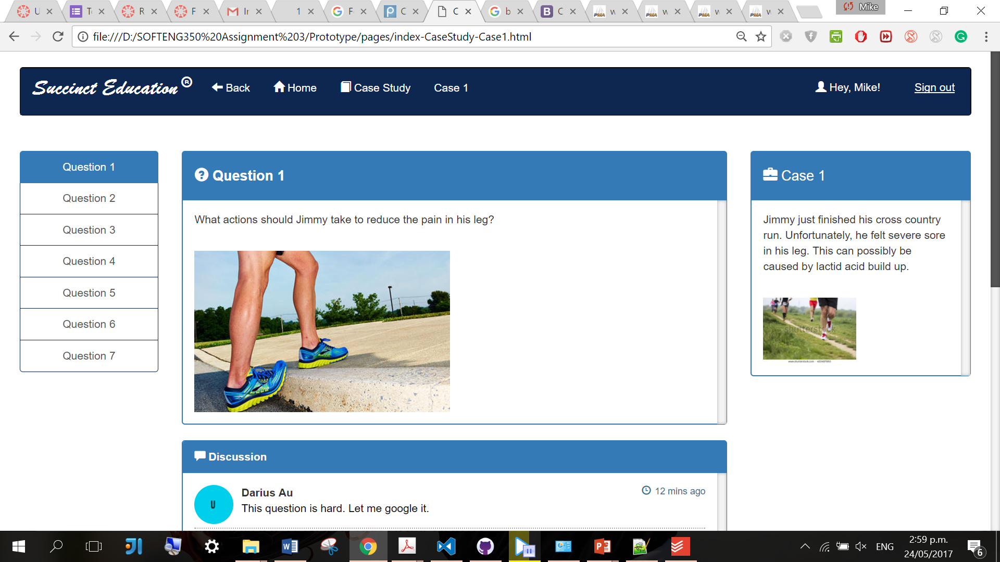 U
T
R
F
Ir
1
F
C
C
b
C
w
w
w
w
Mike
file:///D:/SOFTENG350%20Assignment%203/Prototype/pages/index-CaseStudy-Case1.html
Succinct Education ®
Back
Home
Case Study
Case 1
Hey, Mike!
Sign out
Question 1
Question 2
Question 3
Question 4
Question 5
Question 6
Question 7
Question 1
What actions should Jimmy take to reduce the pain in his leg?
Case 1
Jimmy just finished his cross country
run. Unfortunately, he felt severe sore
in his leg. This can possibly be
caused by lactid acid build up.
shutterstock
Discussion
U
Darius Au
12 mins ago
This question is hard. Let me google it.
ENG
2:59 p.m.
24/05/2017
6